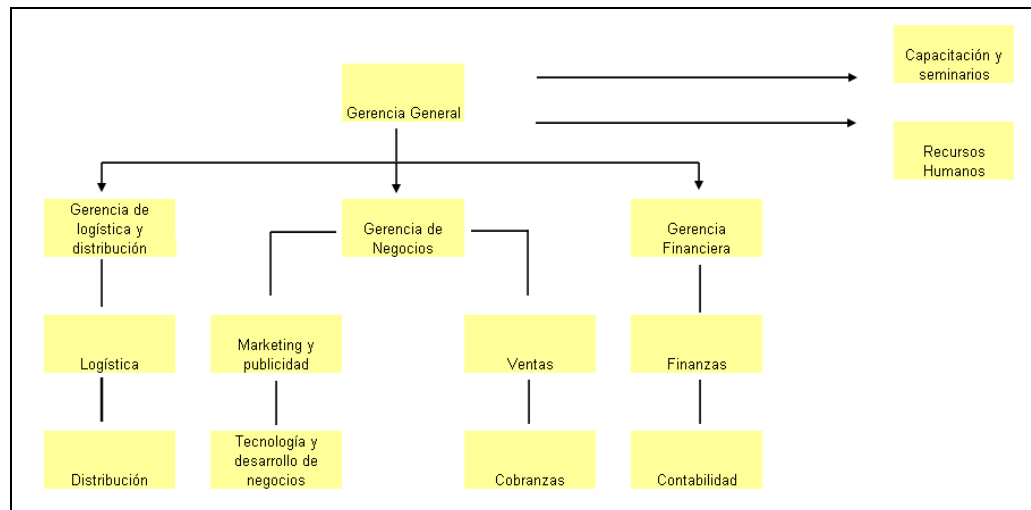 Capacitación y
seminarios
Gerencia General
Recursos
Humanos
Gerencia de
logística y
distribución
Gerencia de
Negocios
Gerencia
Financiera
Logística
Marketing y
publicidad
Ventas
Finanzas
Distribución
Tecnología y
desarrollo de
negocios
Cobranzas
Contabilidad